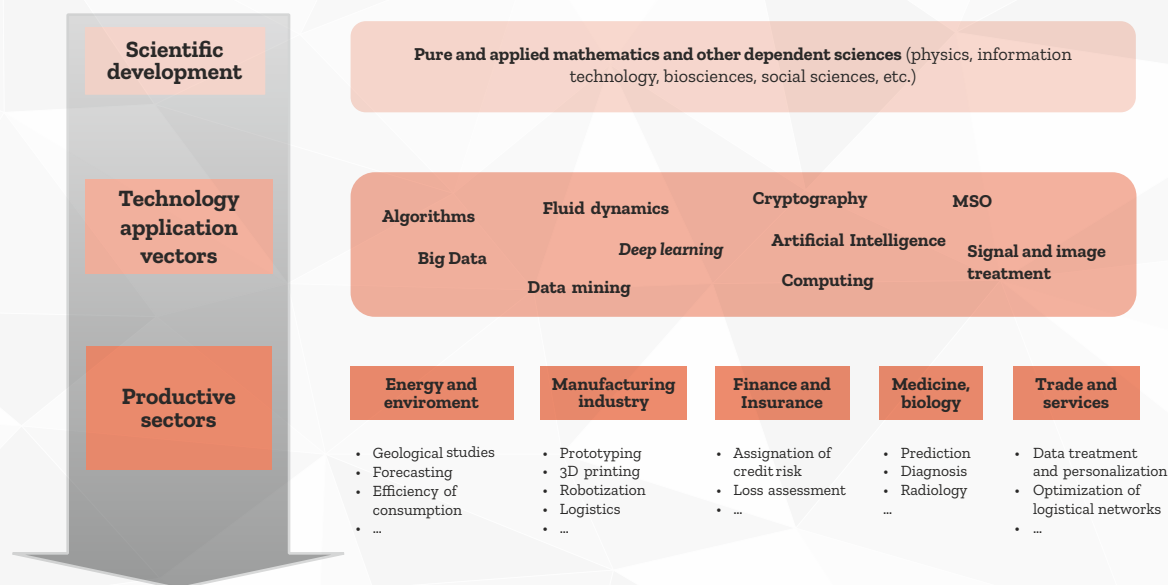 Scientific
development
Pure and applied mathematics and other dependent sciences (physics, information
technology, biosciences, social sciences, etc.)
Technology
application
vectors
Algorithms
Fluid dynamics
Cryptography
MSO
Big Data
Deep learning
Artificial Intelligence
Signal and image
treatment
Data mining
Computing
Productive
sectors
Energy and
enviroment
• Geological studies
• Forecasting
• Efficiency of
consumption
• ...
Manufacturing
industry
• Prototyping
• 3D printing
• Robotization
• Logistics
• ...
Finance and
Insurance
• Assignation of
credit risk
• Loss assessment
• ...
Medicine,
biology
• Prediction
• Diagnosis
• Radiology
...
Trade and
services
• Data treatment
and personalization
• Optimization of
logistical networks
• ...